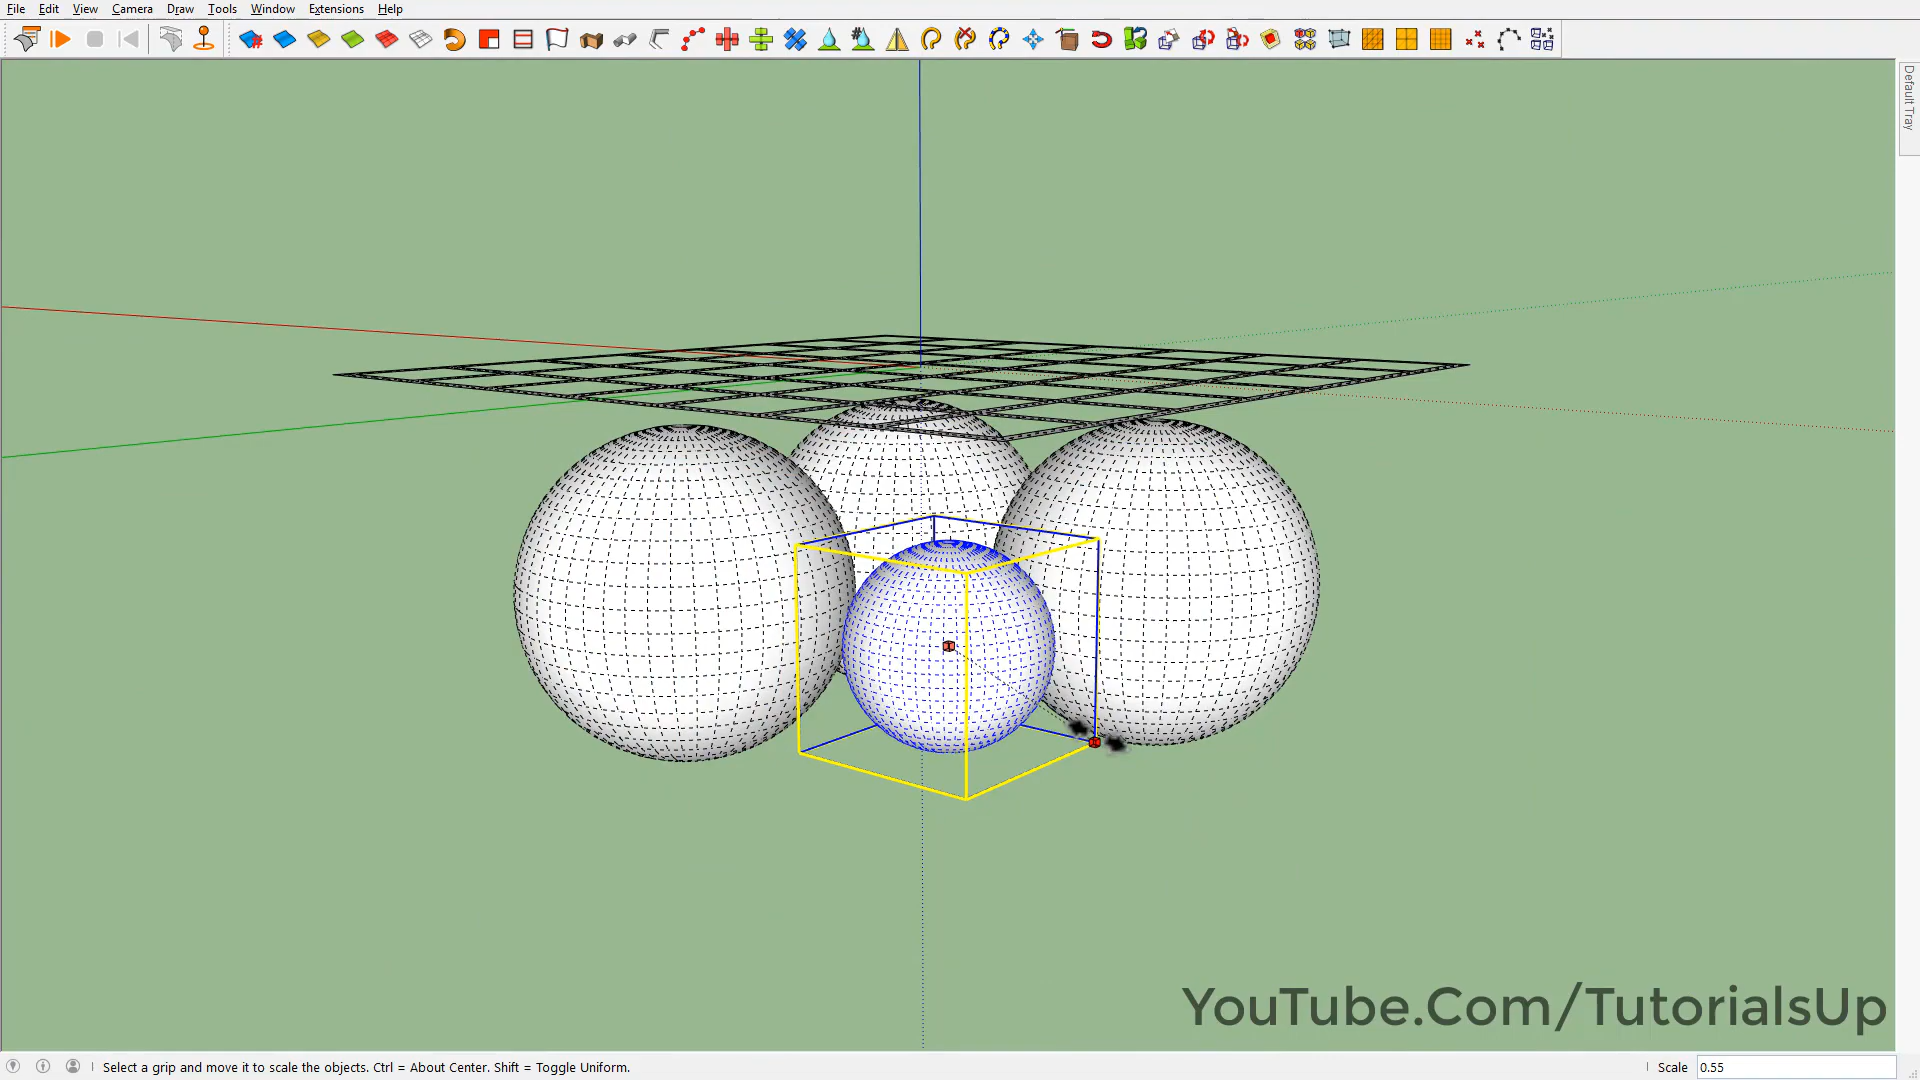 File Edit View Camera Draw Tools Window Extensions Help
Default Tray
YouTube.Com/TutorialsUp
Select a grip and move it to scale the objects. Ctrl = About Center. Shift = Toggle Uniform.
Scale 0.55